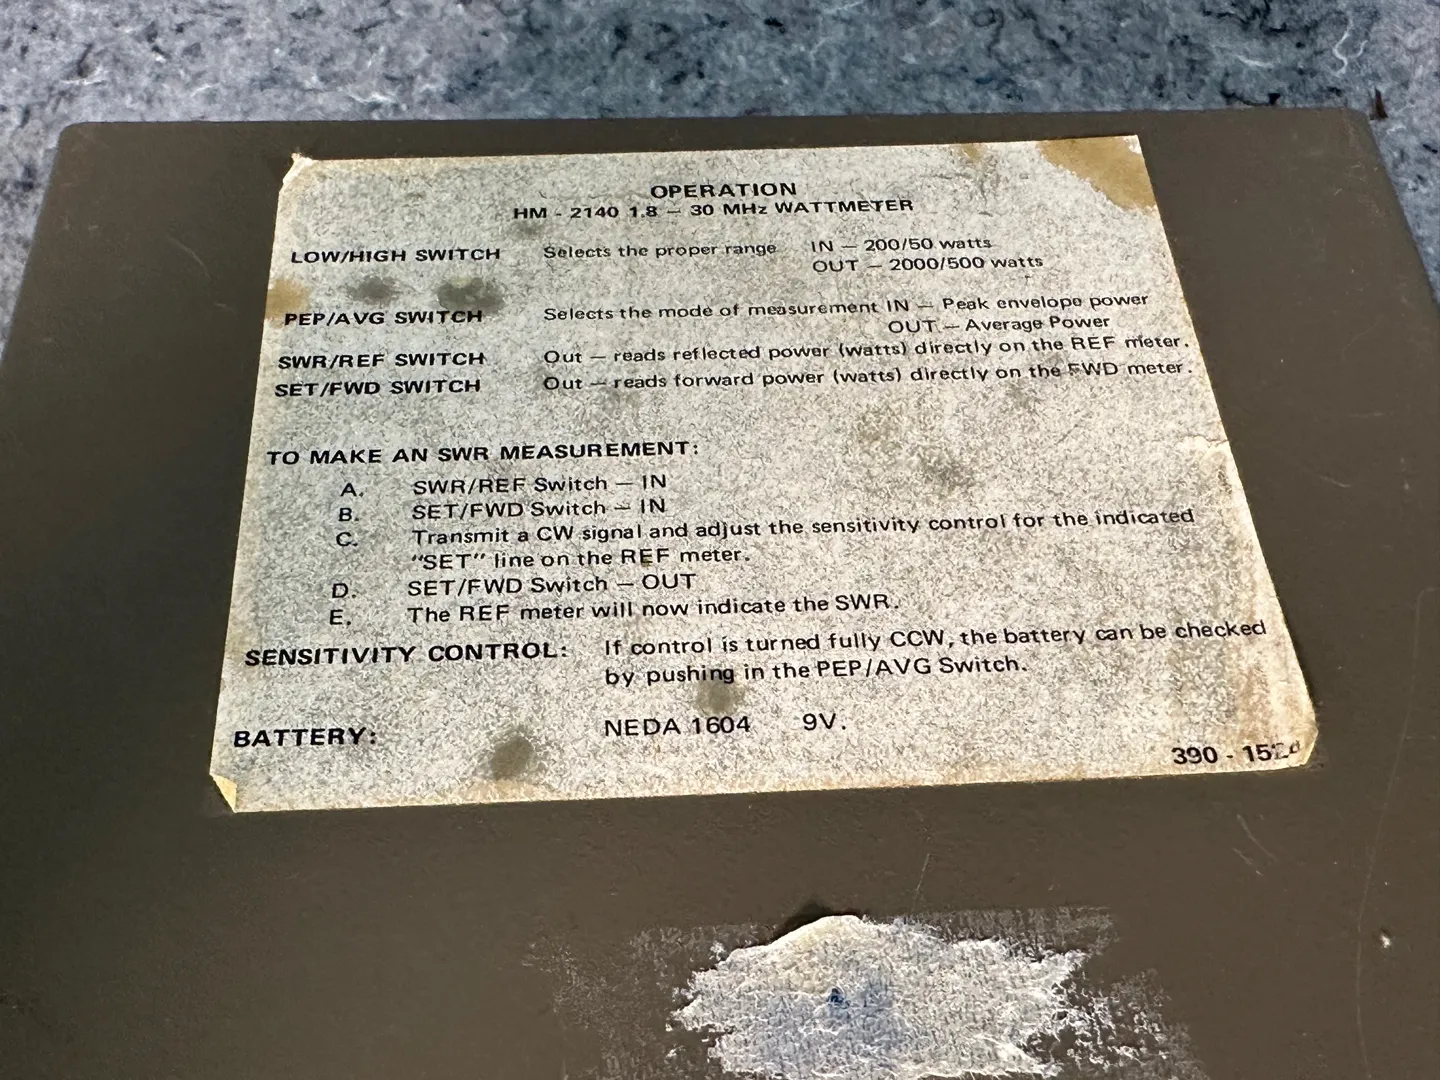 OPERATION
HM - 2140 1.8 – 30 MHz WATTMETER
LOW/HIGH SWITCH Selects the proper range IN – 200/50 watts
OUT – 2000/500 watts
PEP/AVG SWITCH Selects the mode of measurement IN – Peak envelope power
OUT – Average Power
SWR/REF SWITCH Out – reads reflected power (watts) directly on the REF meter.
SET/FWD SWITCH Out – reads forward power (watts) directly on the FWD meter.
TO MAKE AN SWR MEASUREMENT:
A. SWR/REF Switch – IN
B. SET/FWD Switch – IN
C. Transmit a CW signal and adjust the sensitivity control for the indicated
“SET” line on the REF meter.
D. SET/FWD Switch – OUT
E. The REF meter will now indicate the SWR.
SENSITIVITY CONTROL: If control is turned fully CCW, the battery can be checked
by pushing in the PEP/AVG Switch.
BATTERY: NEDA 1604 9V.
390 -